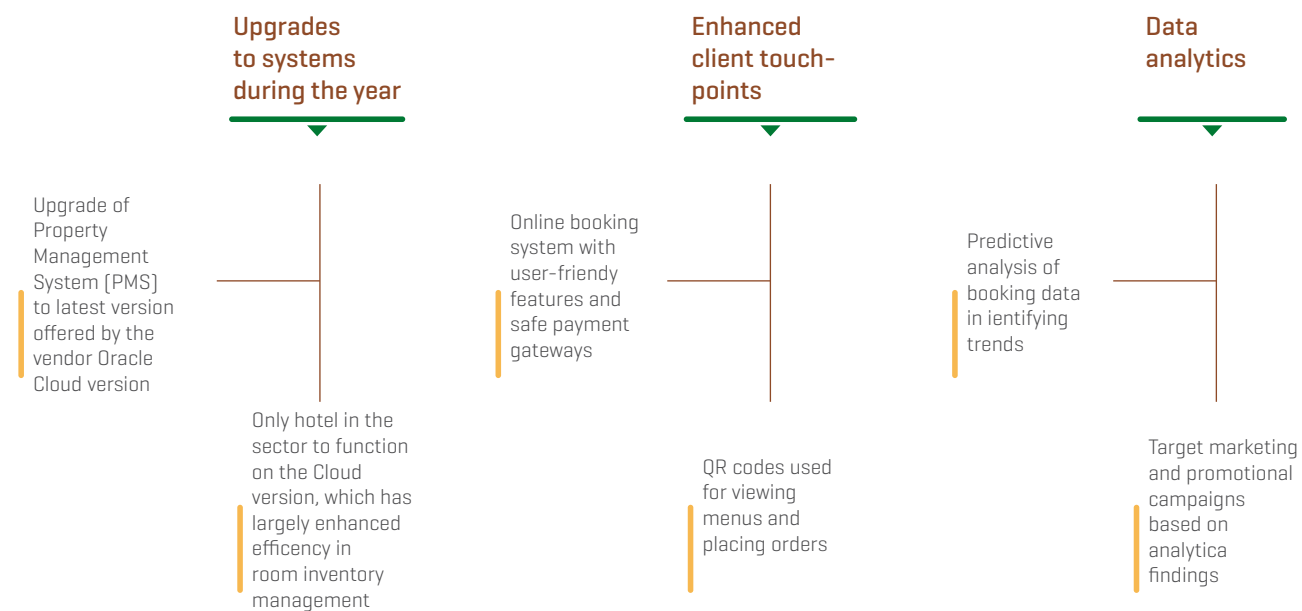 Upgrades
to systems
during the year
Upgrade of
Property
Management
System (PMS)
to latest version
offered by the
vendor Oracle
Cloud version
Only hotel in the
sector to function
on the Cloud
version, which has
largely enhanced
efficency in
room inventory
management
Enhanced
client touch-
points
Online booking
system with
user-friendy
features and
safe payment
gateways
QR codes used
for viewing
menus and
placing orders
Data
analytics
Predictive
analysis of
booking data
in ientifying
trends
Target marketing
and promotional
campaigns
based on
analytica
findings